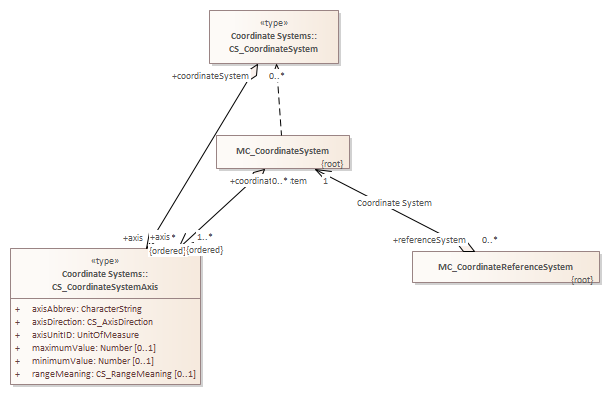 «type»
Coordinate Systems::
CS_CoordinateSystem
+coordinateSystem
0..*
MC_CoordinateSystem
{root}
+coordinat0..*tem
1
Coordinate System
+referenceSystem
0..*
MC_CoordinateReferenceSystem
{root}
+axis
+axis *
1..*
{ordered}
{ordered}
«type»
Coordinate Systems::
CS_CoordinateSystemAxis
+ axisAbbrev: CharacterString
+ axisDirection: CS_AxisDirection
+ axisUnitID: UnitOfMeasure
+ maximumValue: Number [0..1]
+ minimumValue: Number [0..1]
+ rangeMeaning: CS_RangeMeaning [0..1]